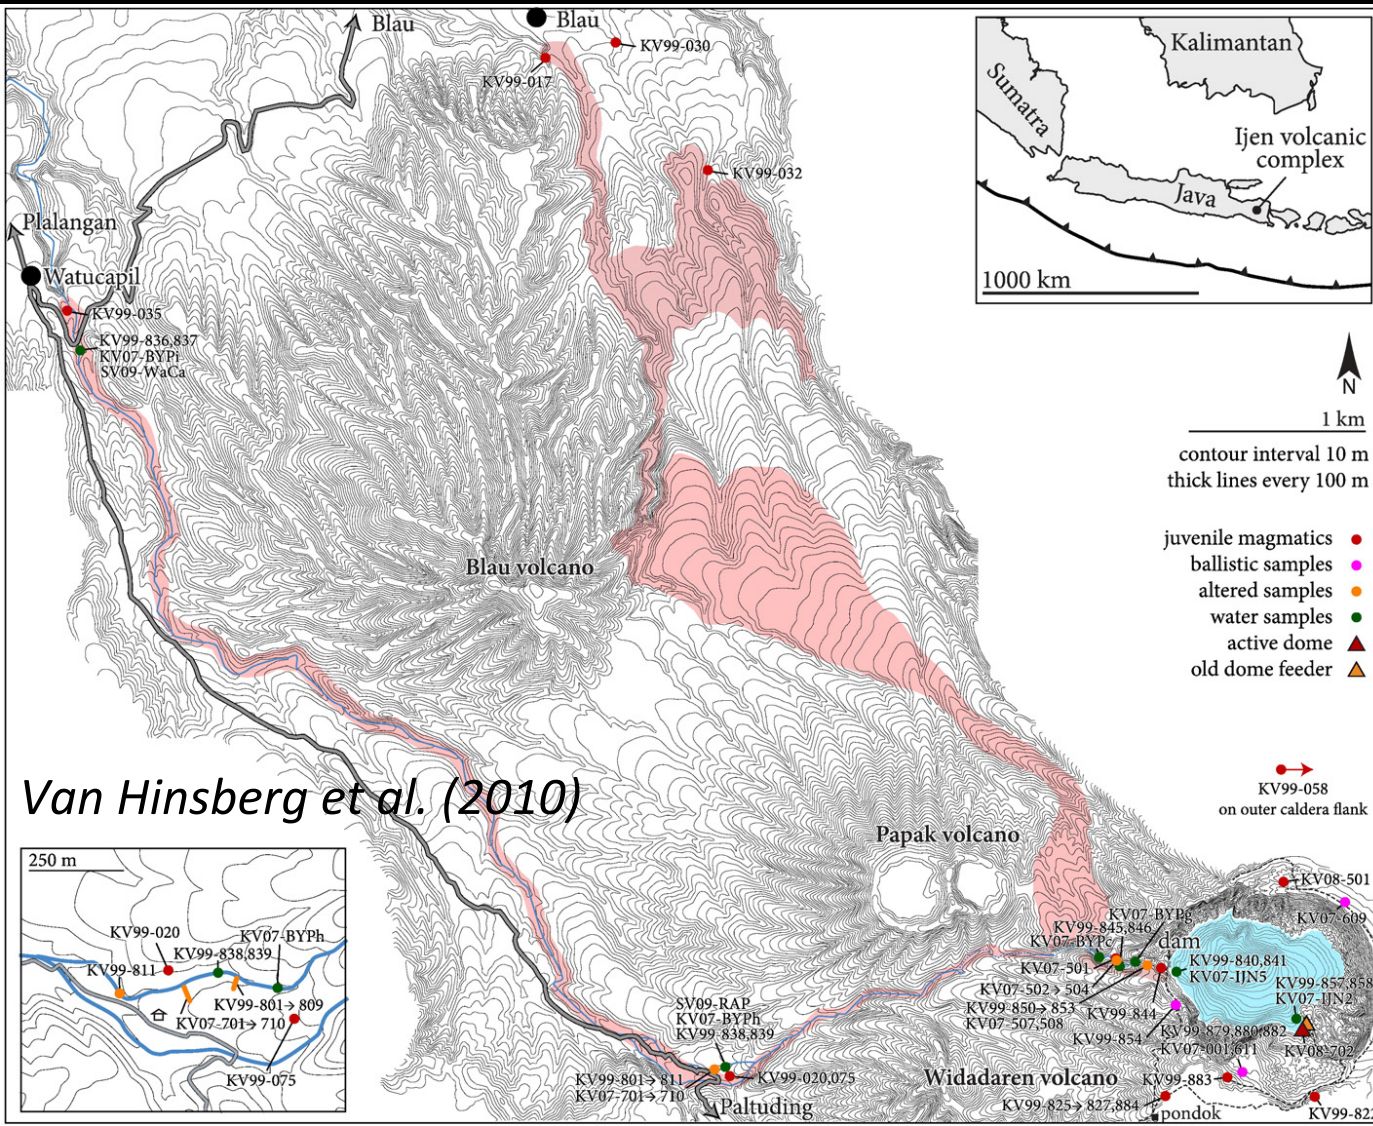 Blau
Blau
KV99-030
KV99-017
KV99-032
Plalangan
Watucapil
KV99-035
KV99-836,837
KV07-BYPi
SV09-WaCa
Blau volcano
Kalimantan
Sumatra
Ijen volcanic
complex
Java
1000 km
N
1 km
contour interval 10 m
thick lines every 100 m
juvenile magmatics
ballistic samples
altered samples
water samples
active dome
old dome feeder
KV99-058
on outer caldera flank
Van Hinsberg et al. (2010)
Papak volcano
250 m
KV99-020
KV07-BYPh
KV99-838,839
KV99-811
KV99-801→809
KV07-701→710
KV99-075
KV08-501
KV07-609
KV07-BYPg
KV99-845,846
KV07-BYPc
dam
KV07-501
KV99-840,841
KV07-IJN5
KV07-502→504
KV99-857,858
KV07-IJN2
KV99-850→853
KV07-507,508
KV99-844
KV99-854
KV99-879,880,882
KV07-001,611
KV08-702
SV09-RAP
KV07-BYPh
KV99-838,839
KV99-801→811
KV07-701→710
KV99-020,075
Paltuding
Widadaren volcano
KV99-883
KV99-825→827,884
pondok
KV99-822